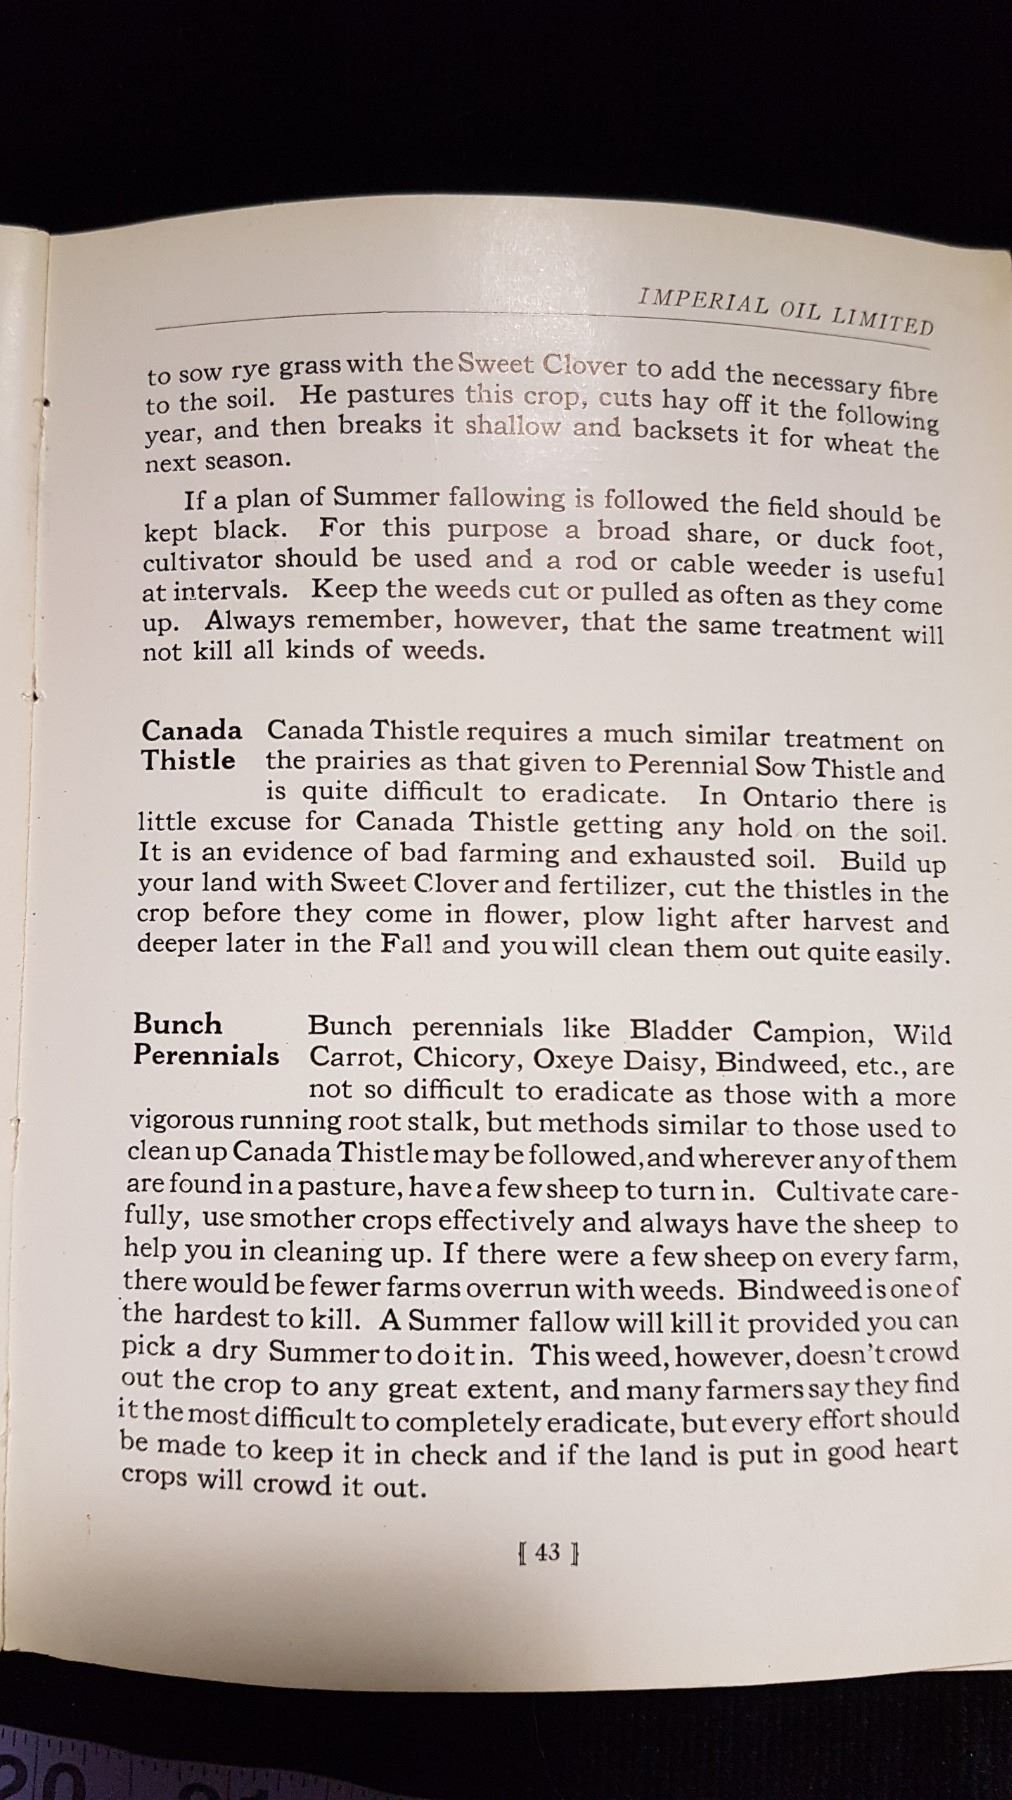 IMPERIAL OIL LIMITED
to sow rye grass with the Sweet Clover to add the necessary fibre
to the soil. He pastures this crop, cuts hay off it the following
year, and then breaks it shallow and backsets it for wheat the
next season.
If a plan of Summer fallowing is followed the field should be
kept black. For this purpose a broad share, or duck foot,
cultivator should be used and a rod or cable weeder is useful
at intervals. Keep the weeds cut or pulled as often as they come
up. Always remember, however, that the same treatment will
not kill all kinds of weeds.
Canada Canada Thistle requires a much similar treatment on
Thistle the prairies as that given to Perennial Sow Thistle and
is quite difficult to eradicate. In Ontario there is
little excuse for Canada Thistle getting any hold on the soil.
It is an evidence of bad farming and exhausted soil. Build up
your land with Sweet Clover and fertilizer, cut the thistles in the
crop before they come in flower, plow light after harvest and
deeper later in the Fall and you will clean them out quite easily.
Bunch Bunch perennials like Bladder Campion, Wild
Perennials Carrot, Chicory, Oxeye Daisy, Bindweed, etc., are
not so difficult to eradicate as those with a more
vigorous running root stalk, but methods similar to those used to
clean up Canada Thistle may be followed, and wherever any of them
are found in a pasture, have a few sheep to turn in. Cultivate care-
fully, use smother crops effectively and always have the sheep to
help you in cleaning up. If there were a few sheep on every farm,
there would be fewer farms overrun with weeds. Bindweed is one of
the hardest to kill. A Summer fallow will kill it provided you can
pick a dry Summer to do it in. This weed, however, doesn't crowd
out the crop to any great extent, and many farmers say they find
it the most difficult to completely eradicate, but every effort should
be made to keep it in check and if the land is put in good heart
crops will crowd it out.
[ 43 ]
20